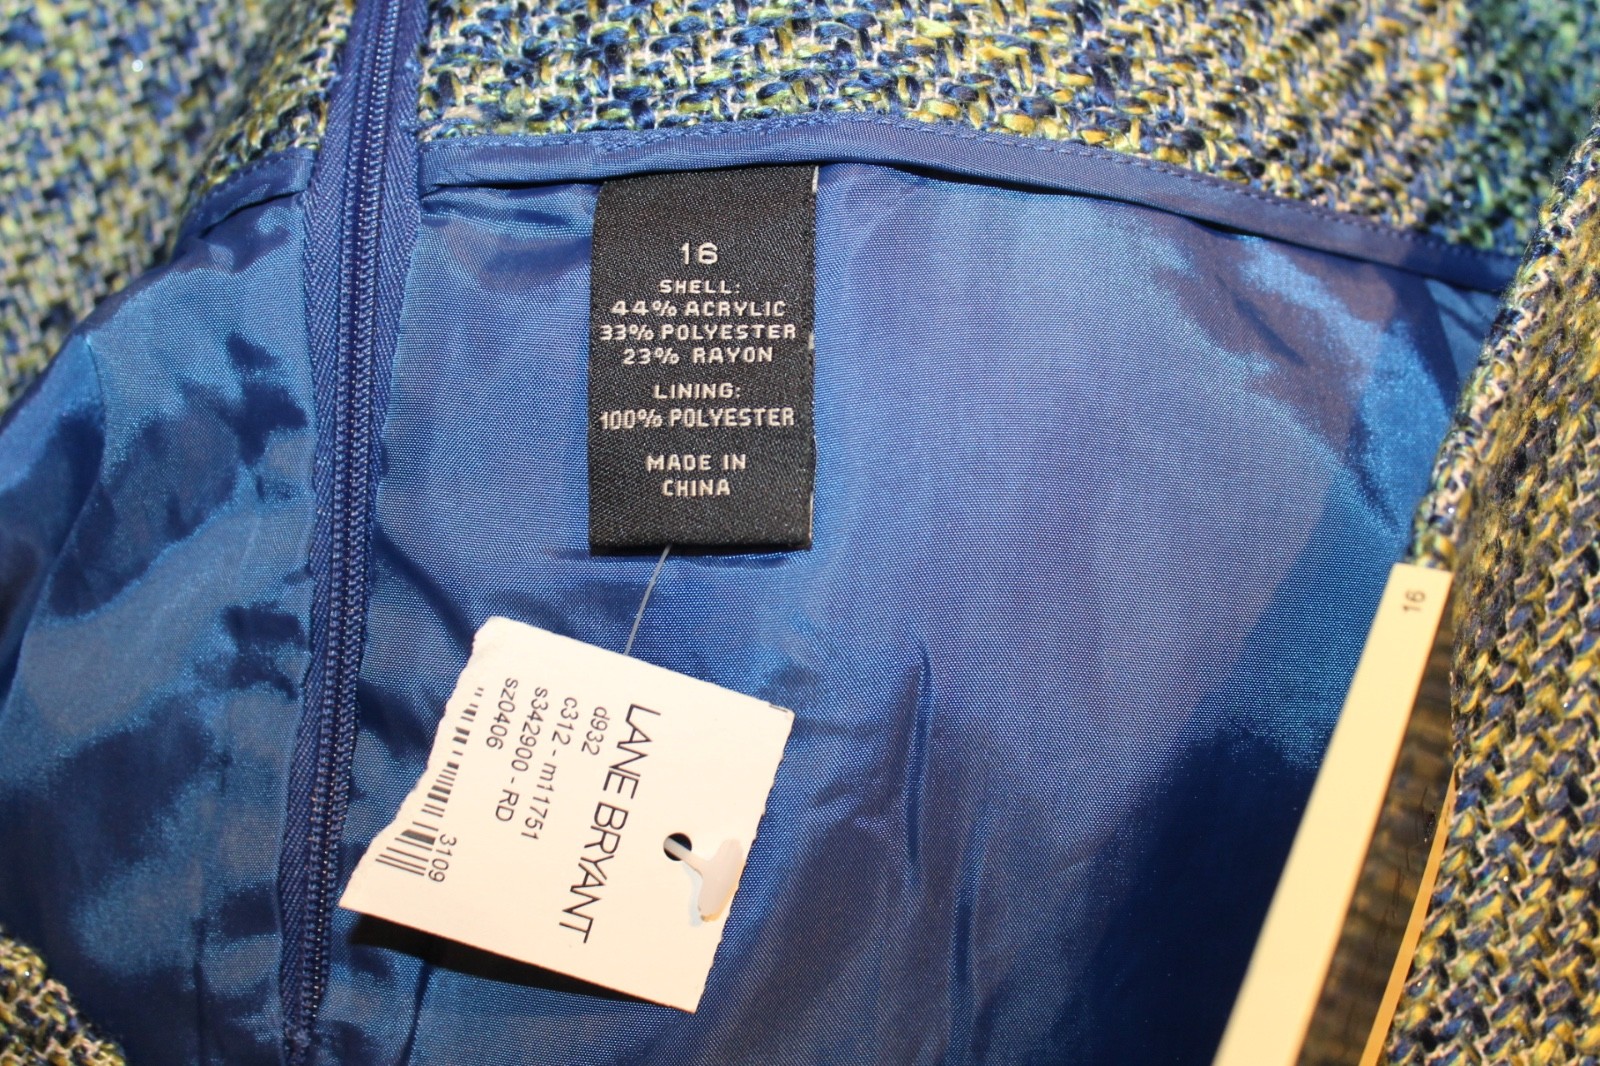 16
SHELL:
44% ACRYLIC
33% POLYESTER
23% RAYON
LINING:
100% POLYESTER
MADE IN
CHINA
LANE BRYANT
d932
c312 - m111751
s342900 - RD
sz0406
3109
16